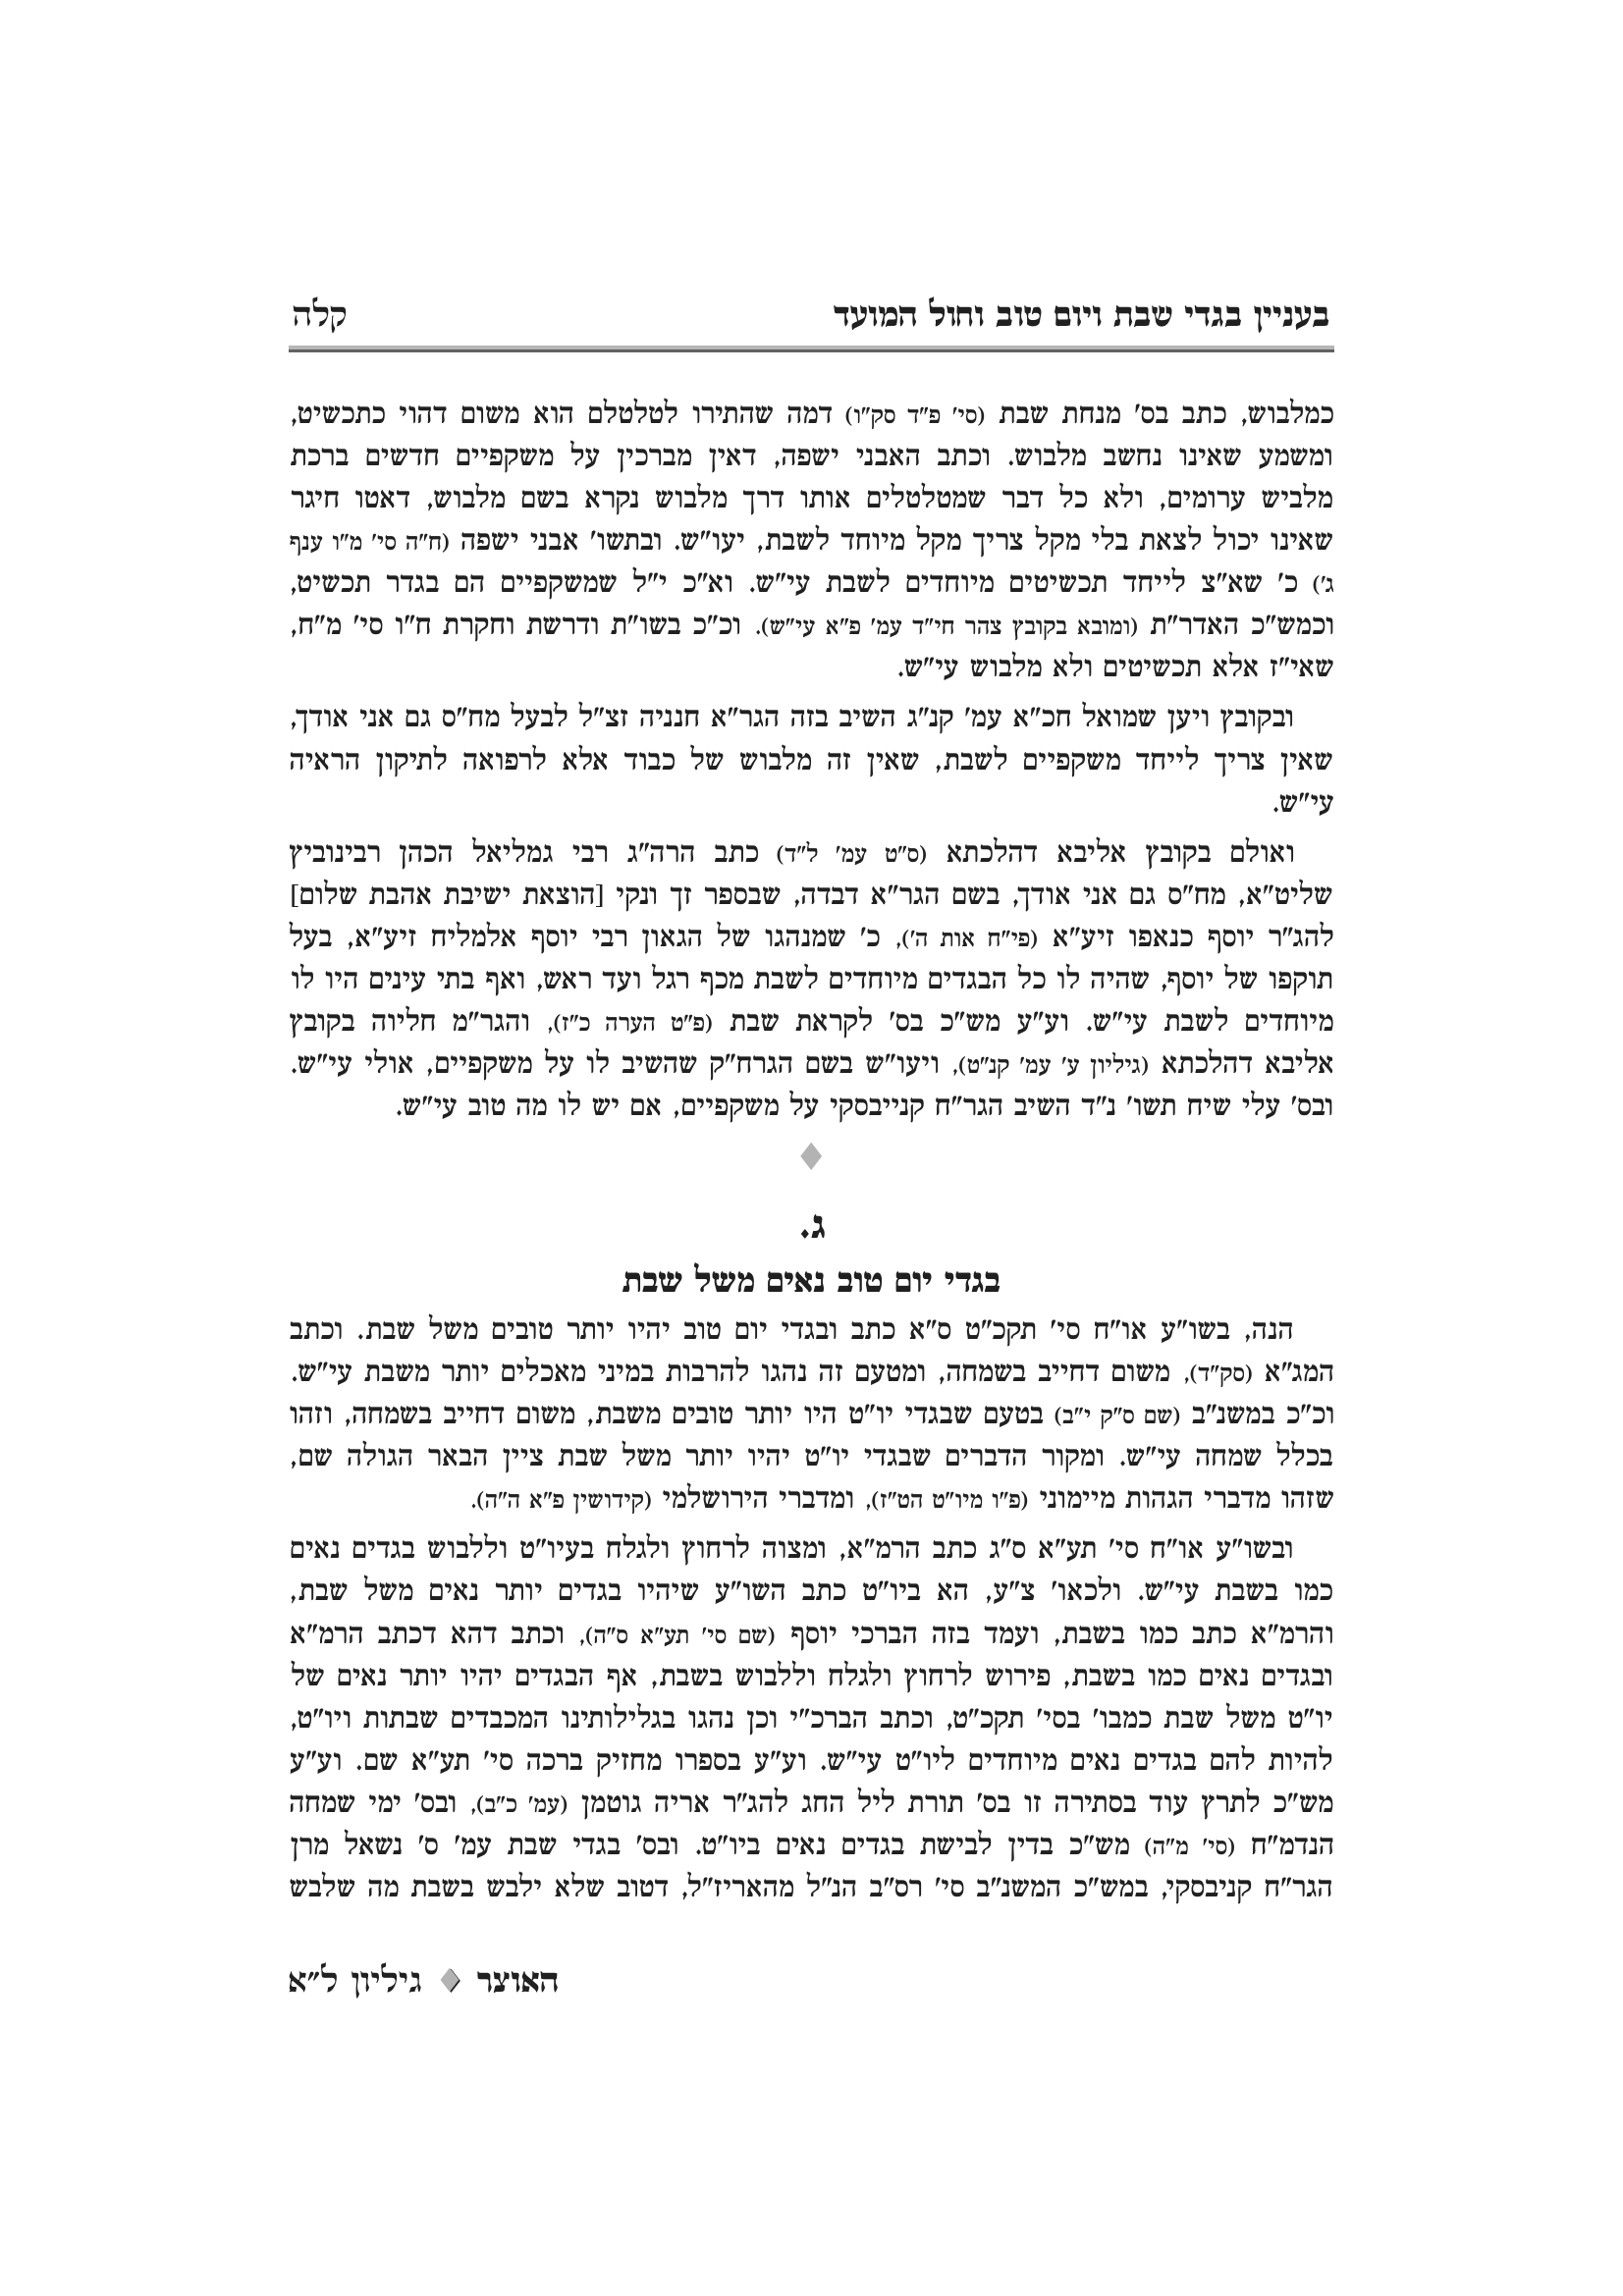 בעניין בגדי שבת ויום טוב וחול המועד קלה
כמלבוש, כתב בס' מנחת שבת (סי' פ"ד סק"ו) דמה שהתירו לטלטלם הוא משום דהוי כתכשיט,
ומשמע שאינו נחשב מלבוש. וכתב האבני ישפה, דאין מברכין על משקפיים חדשים ברכת
מלביש ערומים, ולא כל דבר שמטלטלים אותו דרך מלבוש נקרא בשם מלבוש, דאטו חיגר
שאינו יכול לצאת בלי מקל צריך מקל מיוחד לשבת, יעו"ש. ובתשו' אבני ישפה (ח"ה סי' מ"ו ענף
ג') כ' שא"צ לייחד תכשיטים מיוחדים לשבת עי"ש. וא"כ י"ל שמשקפיים הם בגדר תכשיט,
וכמש"כ האדר"ת (ומובא בקובץ צהר חי"ד עמ' פ"א עי"ש). וכ"כ בשו"ת ודרשת וחקרת ח"ו סי' מ"ח,
שאי"ז אלא תכשיטים ולא מלבוש עי"ש.
ובקובץ ויען שמואל חכ"א עמ' קנ"ג השיב בזה הגר"א חנניה זצ"ל לבעל מח"ס גם אני אודך,
שאין צריך לייחד משקפיים לשבת, שאין זה מלבוש של כבוד אלא לרפואה לתיקון הראיה
עי"ש.
ואולם בקובץ אליבא דהלכתא (ס"ט עמ' ל"ד) כתב הרה"ג רבי גמליאל הכהן רבינוביץ
שליט"א, מח"ס גם אני אודך, בשם הגר"א דבדה, שבספר זך ונקי [הוצאת ישיבת אהבת שלום]
להג"ר יוסף כנאפו זיע"א (פי"ח אות ה'), כ' שמנהגו של הגאון רבי יוסף אלמליח זיע"א, בעל
תוקפו של יוסף, שהיה לו כל הבגדים מיוחדים לשבת מכף רגל ועד ראש, ואף בתי עינים היו לו
מיוחדים לשבת עי"ש. וע"ע מש"כ בס' לקראת שבת (פ"ט הערה כ"ז), והגר"מ חליוה בקובץ
אליבא דהלכתא (גיליון ע' עמ' קנ"ט), ויעו"ש בשם הגרח"ק שהשיב לו על משקפיים, אולי עי"ש.
ובס' עלי שיח תשו' נ"ד השיב הגר"ח קנייבסקי על משקפיים, אם יש לו מה טוב עי"ש.
ג.
בגדי יום טוב נאים משל שבת
הנה, בשו"ע או"ח סי' תקכ"ט ס"א כתב ובגדי יום טוב יהיו יותר טובים משל שבת. וכתב
המג"א (סק"ד), משום דחייב בשמחה, ומטעם זה נהגו להרבות במיני מאכלים יותר משבת עי"ש.
וכ"כ במשנ"ב (שם ס"ק י"ב) בטעם שבגדי יו"ט היו יותר טובים משבת, משום דחייב בשמחה, וזהו
בכלל שמחה עי"ש. ומקור הדברים שבגדי יו"ט יהיו יותר משל שבת ציין הבאר הגולה שם,
שזהו מדברי הגהות מיימוני (פ"ו מיו"ט הט"ז), ומדברי הירושלמי (קידושין פ"א ה"ה).
ובשו"ע או"ח סי' תע"א ס"ג כתב הרמ"א, ומצוה לרחוץ ולגלח בעיו"ט וללבוש בגדים נאים
כמו בשבת עי"ש. ולכאו' צ"ע, הא ביו"ט כתב השו"ע שיהיו בגדים יותר נאים משל שבת,
והרמ"א כתב כמו בשבת, ועמד בזה הברכי יוסף (שם סי' תע"א ס"ה), וכתב דהא דכתב הרמ"א
ובגדים נאים כמו בשבת, פירוש לרחוץ ולגלח וללבוש בשבת, אף הבגדים יהיו יותר נאים של
יו"ט משל שבת כמבו' בסי' תקכ"ט, וכתב הברכ"י וכן נהגו בגלילותינו המכבדים שבתות ויו"ט,
להיות להם בגדים נאים מיוחדים ליו"ט עי"ש. וע"ע בספרו מחזיק ברכה סי' תע"א שם. וע"ע
מש"כ לתרץ עוד בסתירה זו בס' תורת ליל החג להג"ר אריה גוטמן (עמ' כ"ב), ובס' ימי שמחה
הנדמ"ח (סי' מ"ה) מש"כ בדין לבישת בגדים נאים ביו"ט. ובס' בגדי שבת עמ' ס' נשאל מרן
הגר"ח קניבסקי, במש"כ המשנ"ב סי' רס"ב הנ"ל מהאריז"ל, דטוב שלא ילבש בשבת מה שלבש
האוצר ♦ גיליון ל"א